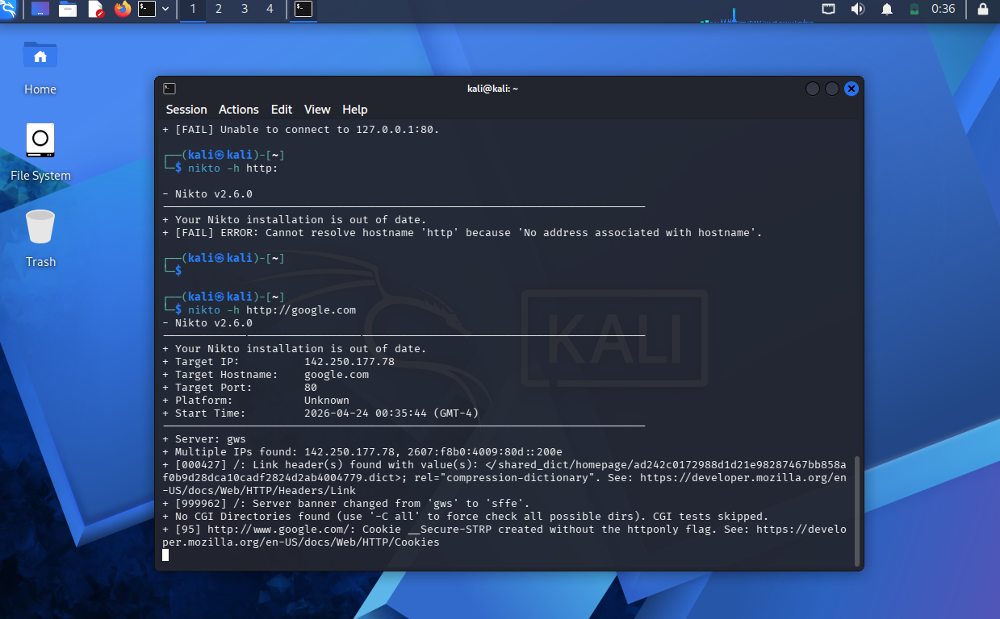 1 2 3 4
0:36
Home
File System
Trash
kali@kali: ~
Session Actions Edit View Help
+ [FAIL] Unable to connect to 127.0.0.1:80.
┌──(kali㉿kali)-[~]
└─$ nikto -h http:
- Nikto v2.6.0
+ Your Nikto installation is out of date.
+ [FAIL] ERROR: Cannot resolve hostname 'http' because 'No address associated with hostname'.
┌──(kali㉿kali)-[~]
└─$
┌──(kali㉿kali)-[~]
└─$ nikto -h http://google.com
- Nikto v2.6.0
+ Your Nikto installation is out of date.
+ Target IP: 142.250.177.78
+ Target Hostname: google.com
+ Target Port: 80
+ Platform: Unknown
+ Start Time: 2026-04-24 00:35:44 (GMT-4)
+ Server: gws
+ Multiple IPs found: 142.250.177.78, 2607:f8b0:4009:80d::200e
+ [000427] /: Link header(s) found with value(s): </shared_dict/homepage/ad242c0172988d1d21e98287467bb858a
f0b9d28dca10cadf2824d2ab4004779.dict>; rel="compression-dictionary". See: https://developer.mozilla.org/en
-US/docs/Web/HTTP/Headers/Link
+ [999962] /: Server banner changed from 'gws' to 'sffe'.
+ No CGI Directories found (use '-C all' to force check all possible dirs). CGI tests skipped.
+ [95] http://www.google.com/: Cookie __Secure-STRP created without the httponly flag. See: https://develo
per.mozilla.org/en-US/docs/Web/HTTP/Cookies
KALI